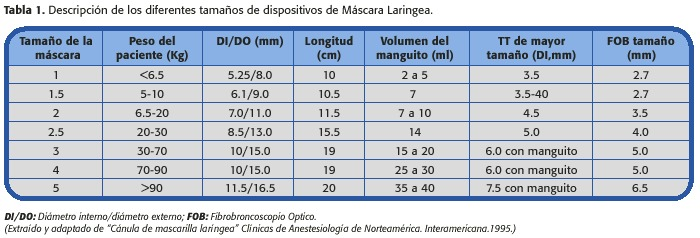 Tabla 1. Descripción de los diferentes tamaños de dispositivos de Máscara Laringea.
Tamaño de la máscara | Peso del paciente (Kg) | DI/DO (mm) | Longitud (cm) | Volumen del manguito (ml) | TT de mayor tamaño (DI,mm) | FOB tamaño (mm)
1 | <6.5 | 5.25/8.0 | 10 | 2 a 5 | 3.5 | 2.7
1.5 | 5-10 | 6.1/9.0 | 10.5 | 7 | 3.5-40 | 2.7
2 | 6.5-20 | 7.0/11.0 | 11.5 | 7 a 10 | 4.5 | 3.5
2.5 | 20-30 | 8.5/13.0 | 15.5 | 14 | 5.0 | 4.0
3 | 30-70 | 10/15.0 | 19 | 15 a 20 | 6.0 con manguito | 5.0
4 | 70-90 | 10/15.0 | 19 | 25 a 30 | 6.0 con manguito | 5.0
5 | >90 | 11.5/16.5 | 20 | 35 a 40 | 7.5 con manguito | 6.5
DI/DO: Diámetro interno/diámetro externo; FOB: Fibrobroncoscopio Optico.
(Extraído y adaptado de “Cánula de mascarilla laríngea” Clínicas de Anestesiología de Norteamérica. Interamericana.1995.)